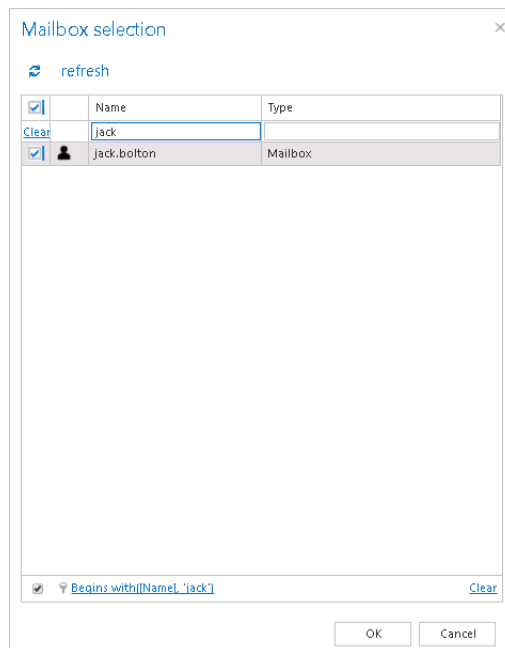 Mailbox selection
refresh
Name Type
Clear jack
jack.bolton Mailbox
Begins with([Name], 'jack') Clear
OK Cancel